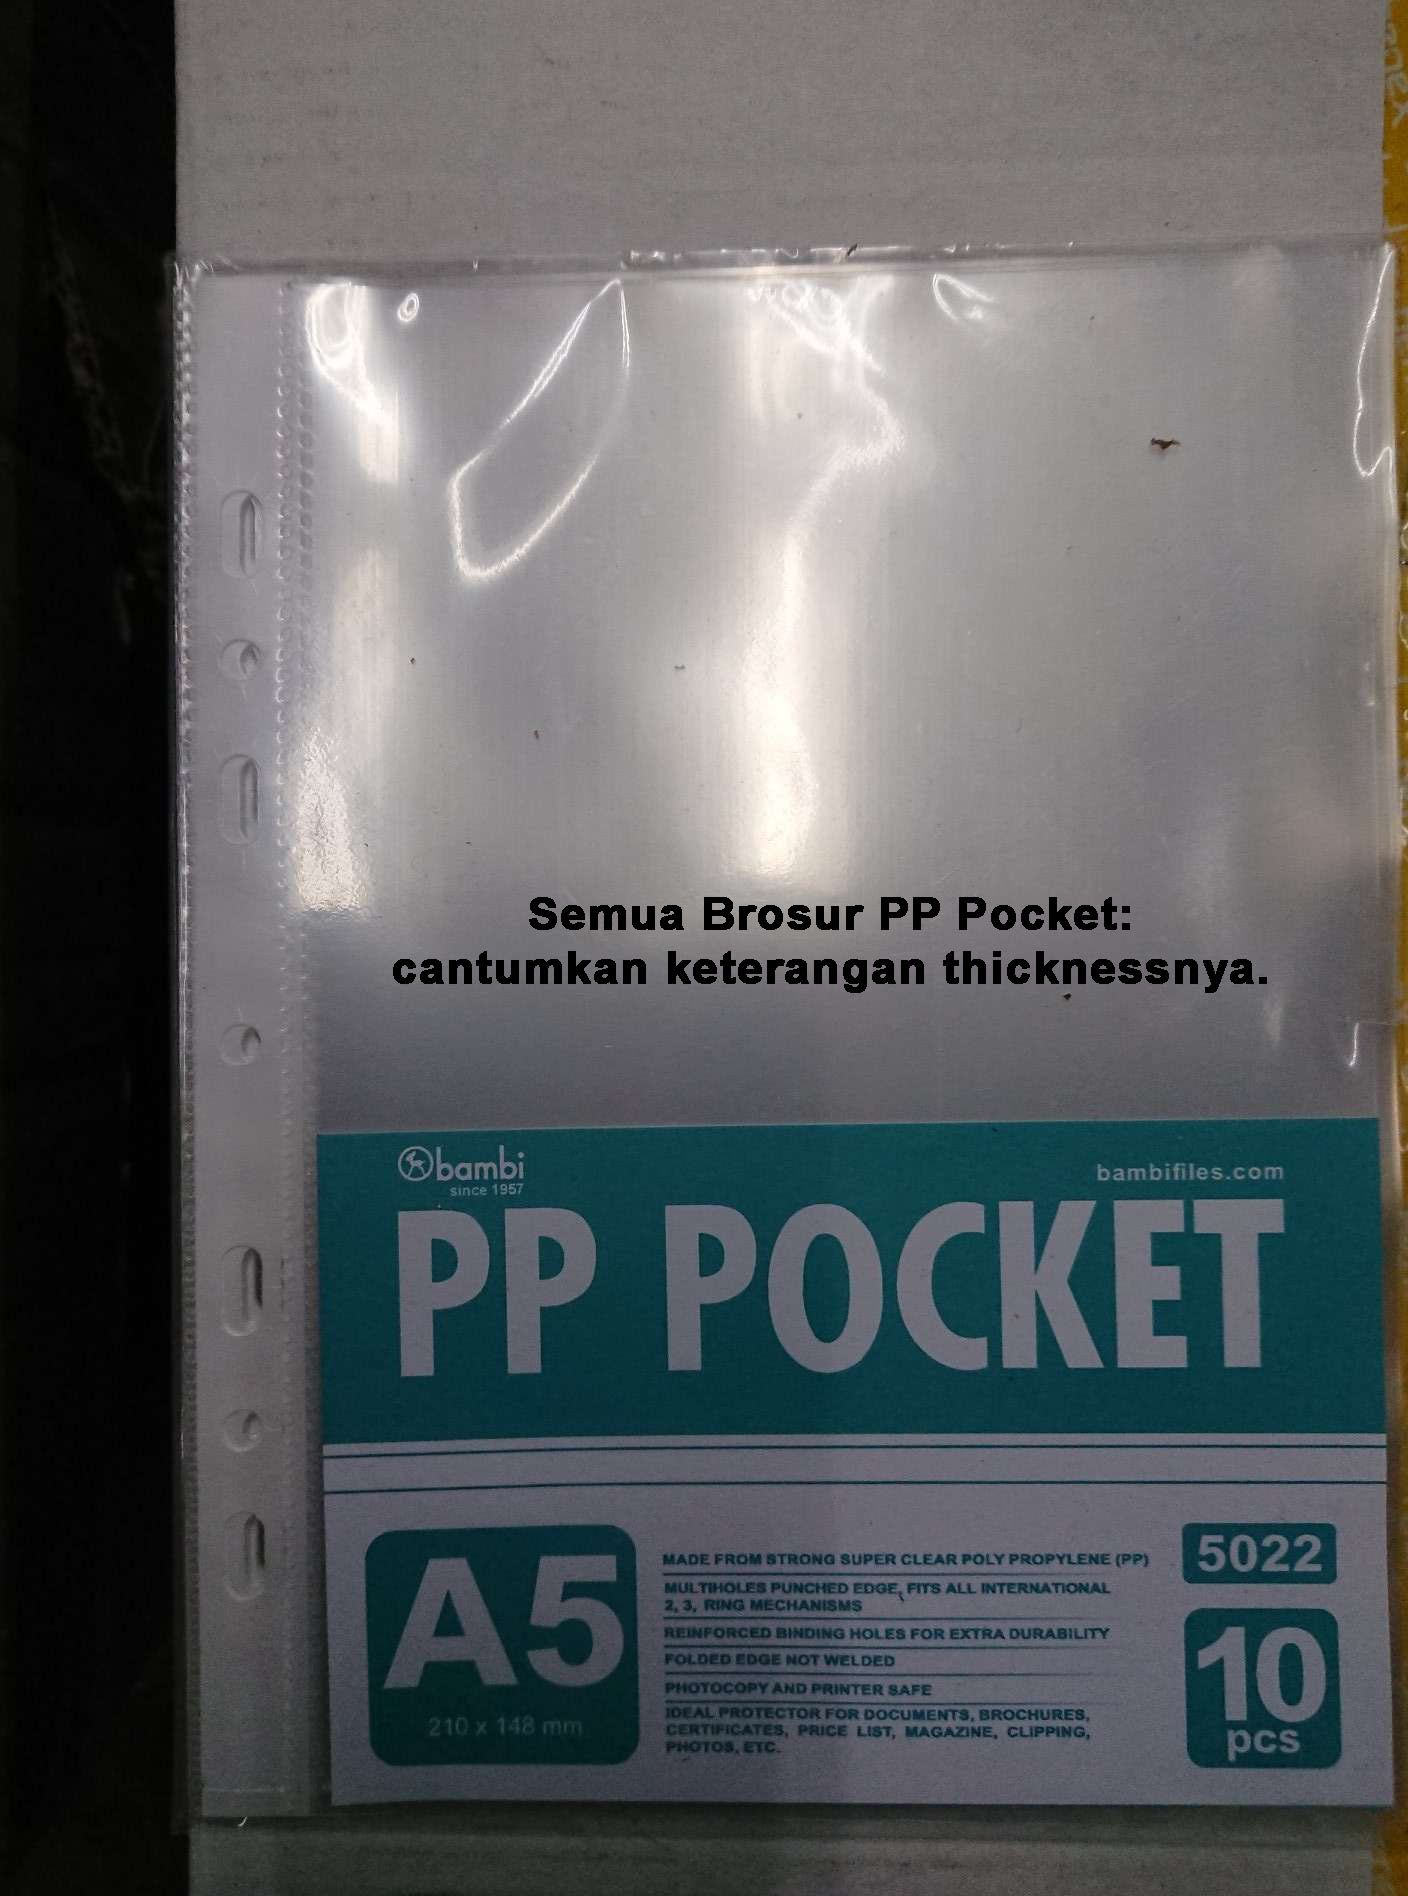 Semua Brosur PP Pocket:
cantumkan keterangan thicknessnya.
bambi
since 1957
bambifiles.com
PP POCKET
A5
210 x 148 mm
MADE FROM STRONG SUPER CLEAR POLY PROPYLENE (PP)
MULTIHOLES PUNCHED EDGE, FITS ALL INTERNATIONAL
2, 3, RING MECHANISMS
REINFORCED BINDING HOLES FOR EXTRA DURABILITY
FOLDED EDGE NOT WELDED
PHOTOCOPY AND PRINTER SAFE
IDEAL PROTECTOR FOR DOCUMENTS, BROCHURES,
CERTIFICATES, PRICE LIST, MAGAZINE, CLIPPING,
PHOTOS, ETC.
5022
10
pcs